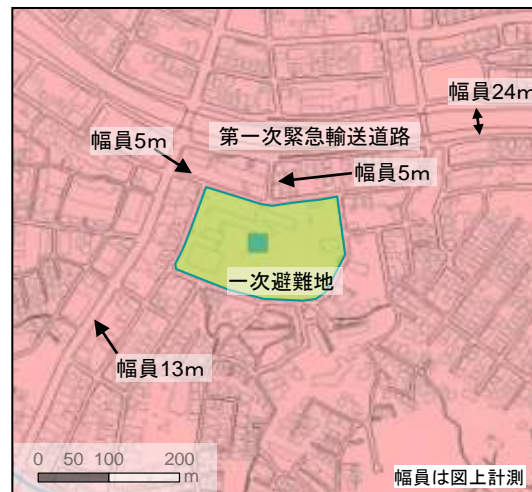 幅員24m
第一次緊急輸送道路
幅員5m
幅員5m
一次避難地
幅員13m
0 50 100 200
m
幅員は図上計測